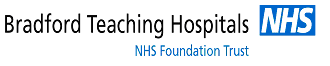 Bradford Teaching Hospitals NHS
NHS Foundation Trust